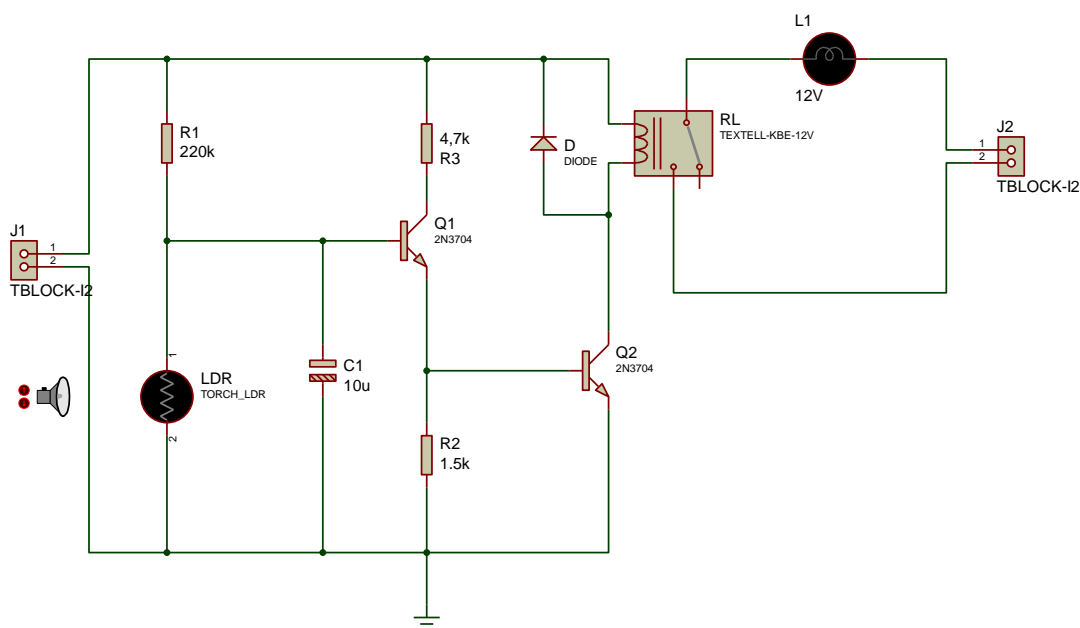 L1
12V
R1
220k
4,7k
R3
D
DIODE
RL
TEXTELL-KBE-12V
J2
1
2
TBLOCK-I2
J1
1
2
TBLOCK-I2
Q1
2N3704
1
LDR
TORCH_LDR
2
C1
10u
Q2
2N3704
R2
1.5k